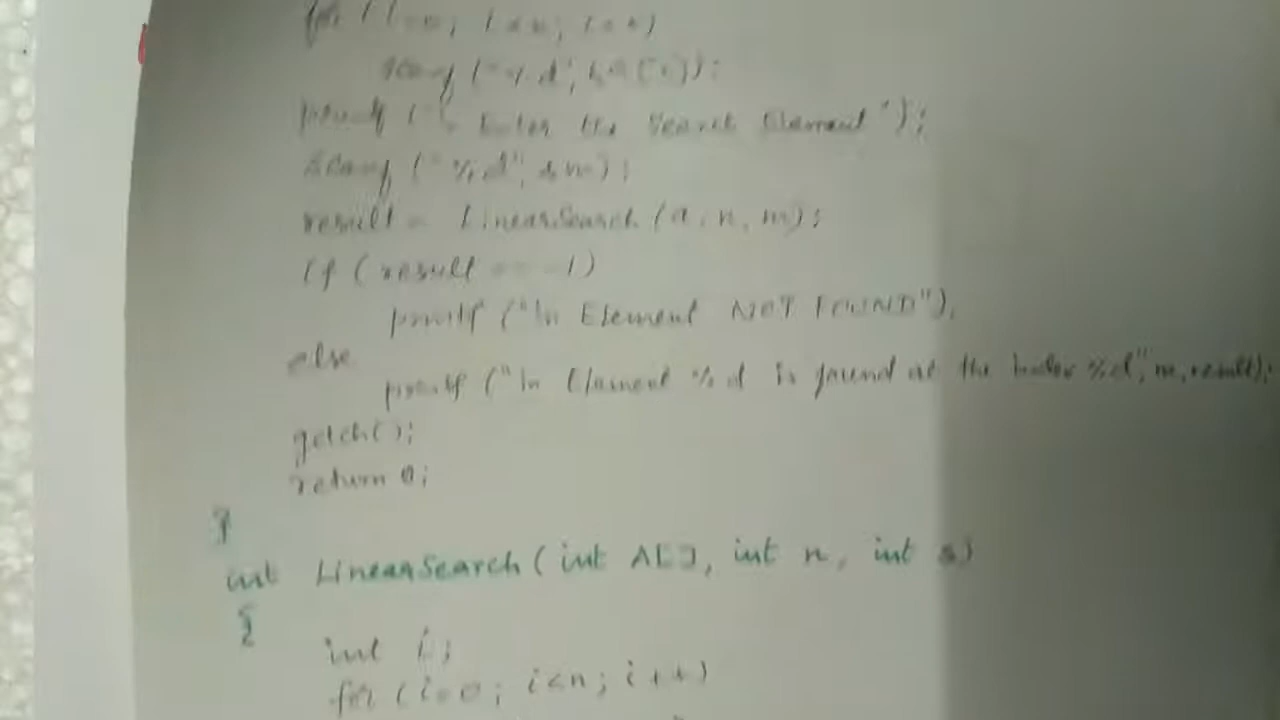 for (i=0; i<n; i++)
scanf ("%d", &a[i]);
printf ("\n Enter the Search Element");
scanf ("%d", &m);
result = LinearSearch (a, n, m);
if (result == -1)
printf ("\n Element NOT FOUND");
else
printf ("\n Element %d is found at the index %d", m, result);
getch();
return 0;
}
int LinearSearch (int A[], int n, int s)
{
int i;
for (i=0; i<n; i++)